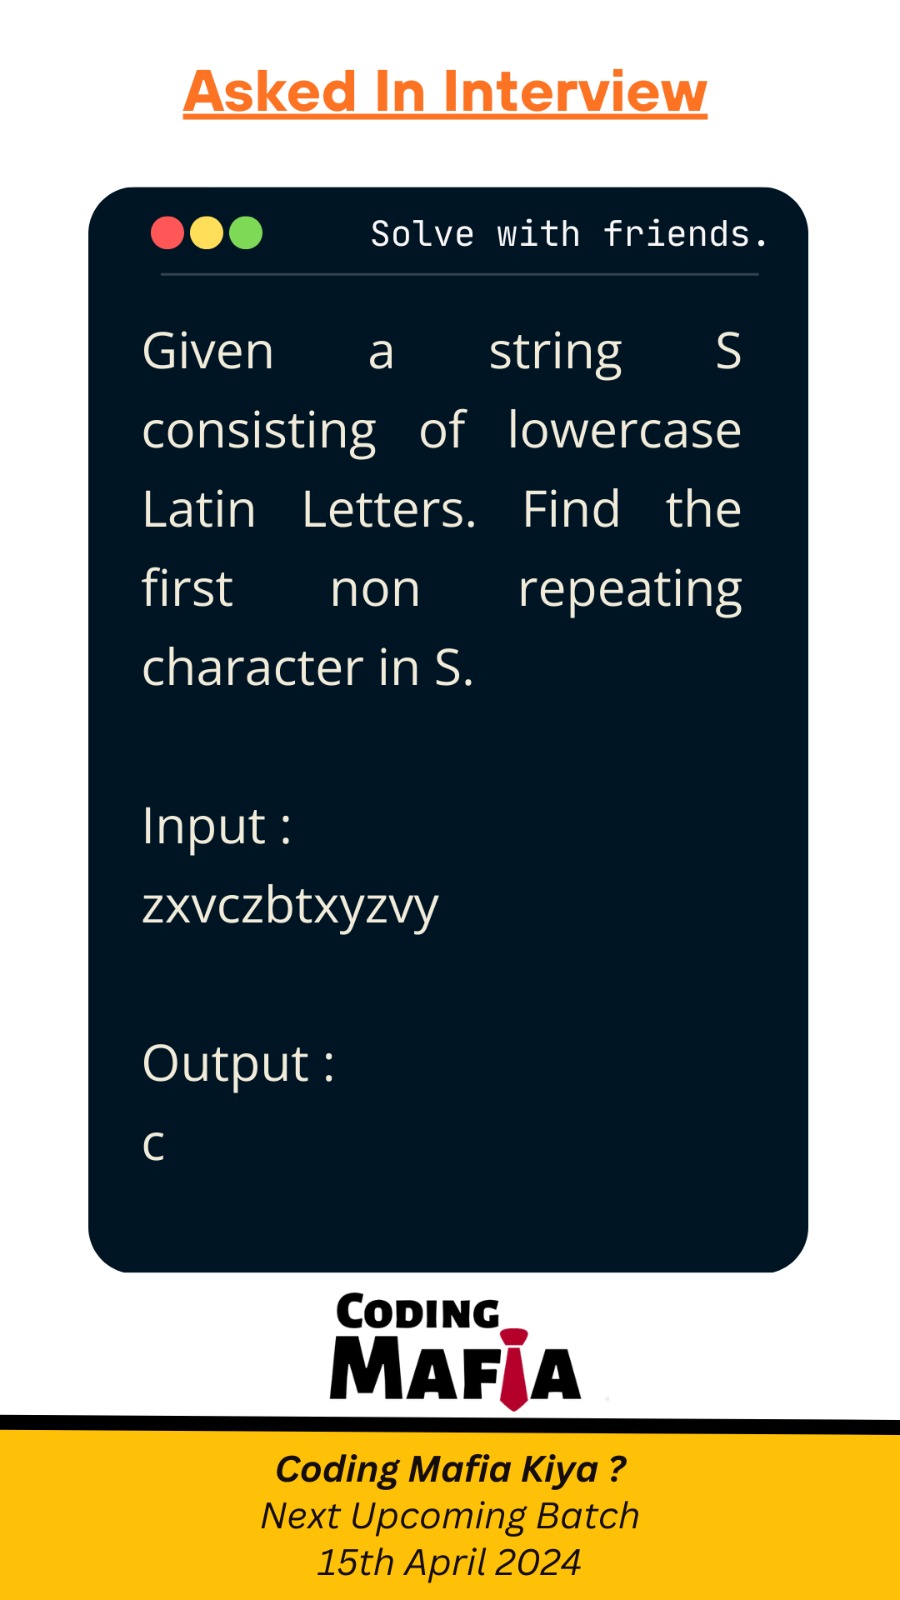 Asked In Interview
Solve with friends.
Given a string S
consisting of lowercase
Latin Letters. Find the
first non repeating
character in S.
Input :
zxvczbtxyzvy
Output :
c
CODING
MAFIA
Coding Mafia Kiya ?
Next Upcoming Batch
15th April 2024